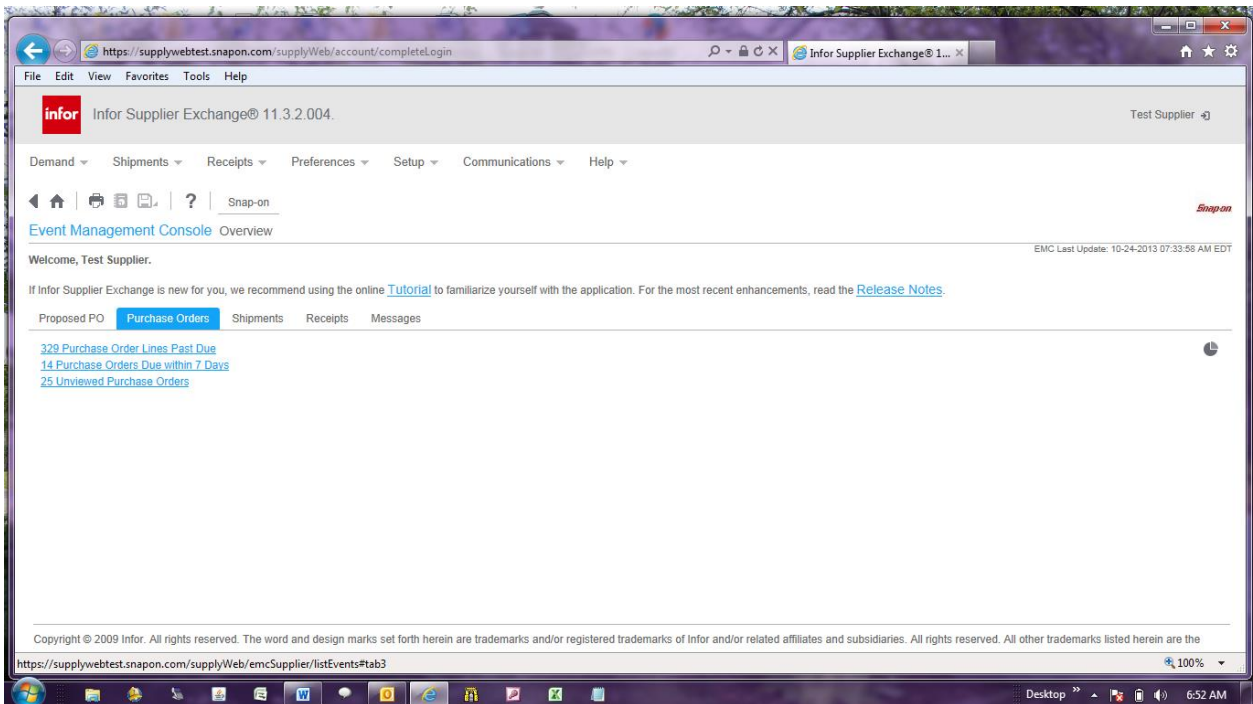 https://supplywebtest.snapon.com/supplyWeb/account/completeLogin
Infor Supplier Exchange® 1...
File Edit View Favorites Tools Help
infor Infor Supplier Exchange® 11.3.2.004.
Test Supplier
Demand Shipments Receipts Preferences Setup Communications Help
? Snap-on
Snap-on
Event Management Console Overview
EMC Last Update: 10-24-2013 07:33:58 AM EDT
Welcome, Test Supplier.
If Infor Supplier Exchange is new for you, we recommend using the online Tutorial to familiarize yourself with the application. For the most recent enhancements, read the Release Notes.
Proposed PO Purchase Orders Shipments Receipts Messages
329 Purchase Order Lines Past Due
14 Purchase Orders Due within 7 Days
25 Unviewed Purchase Orders
Copyright © 2009 Infor. All rights reserved. The word and design marks set forth herein are trademarks and/or registered trademarks of Infor and/or related affiliates and subsidiaries. All rights reserved. All other trademarks listed herein are the
https://supplywebtest.snapon.com/supplyWeb/emcSupplier/listEvents#tab3
100%
Desktop » 6:52 AM